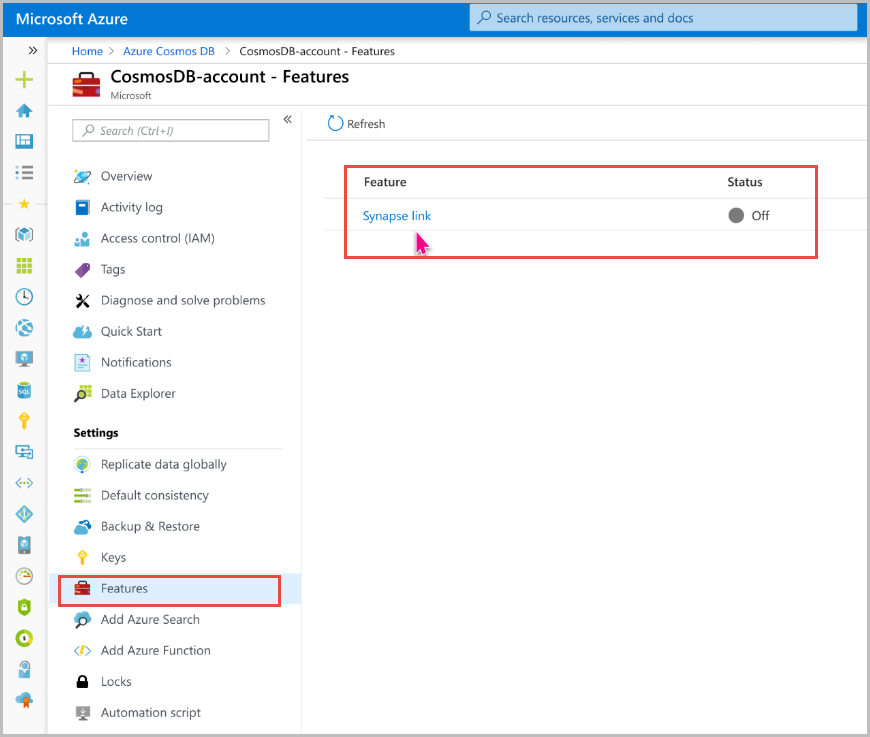 Microsoft Azure
Search resources, services and docs
Home > Azure Cosmos DB > CosmosDB-account - Features
CosmosDB-account - Features
Microsoft
Search (Ctrl+/)
Refresh
Overview
Activity log
Access control (IAM)
Tags
Diagnose and solve problems
Quick Start
Notifications
Data Explorer
Settings
Replicate data globally
Default consistency
Backup & Restore
Keys
Features
Add Azure Search
Add Azure Function
Locks
Automation script
Feature Status
Synapse link Off
SQL